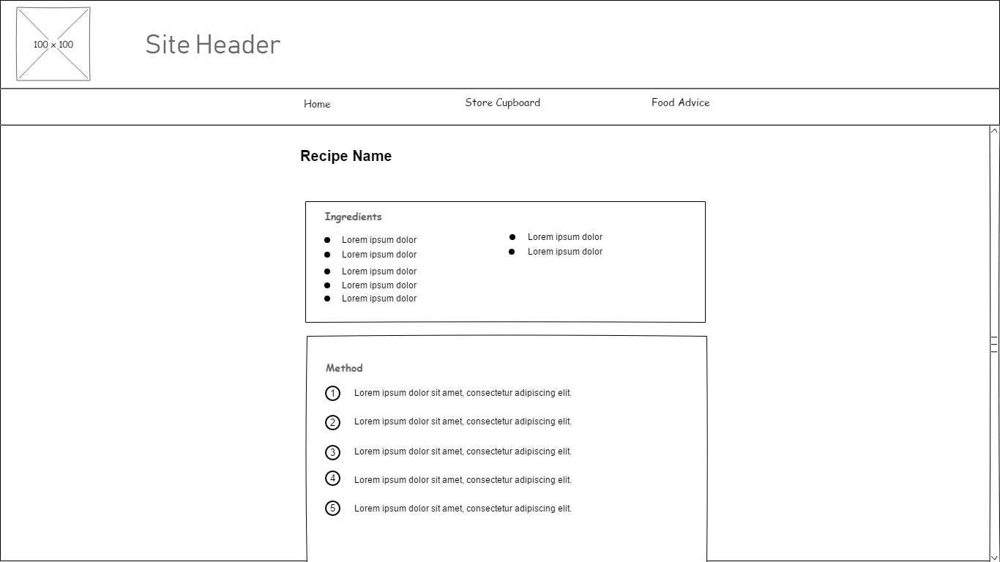 100 x 100
Site Header
Home
Store Cupboard
Food Advice
Recipe Name
Ingredients
Lorem ipsum dolor
Lorem ipsum dolor
Lorem ipsum dolor
Lorem ipsum dolor
Lorem ipsum dolor
Lorem ipsum dolor
Lorem ipsum dolor
Method
1 Lorem ipsum dolor sit amet, consectetur adipiscing elit.
2 Lorem ipsum dolor sit amet, consectetur adipiscing elit.
3 Lorem ipsum dolor sit amet, consectetur adipiscing elit.
4 Lorem ipsum dolor sit amet, consectetur adipiscing elit.
5 Lorem ipsum dolor sit amet, consectetur adipiscing elit.